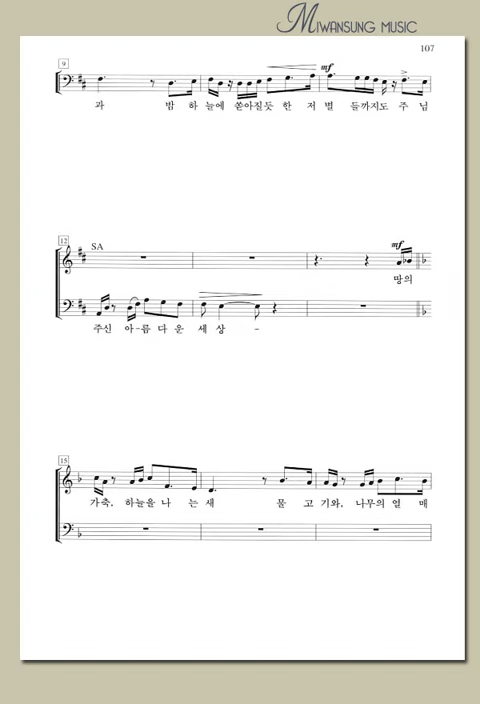 MIWANSUNG MUSIC
107
9
mf
과 밤 하 늘에 쏟아질듯 한 저 별 들까지도 주 님
12
SA
mf
땅의
주신 아-름 다 운 세 상 -
15
가축, 하늘을 나 는 새 물 고 기와, 나무의 열 매